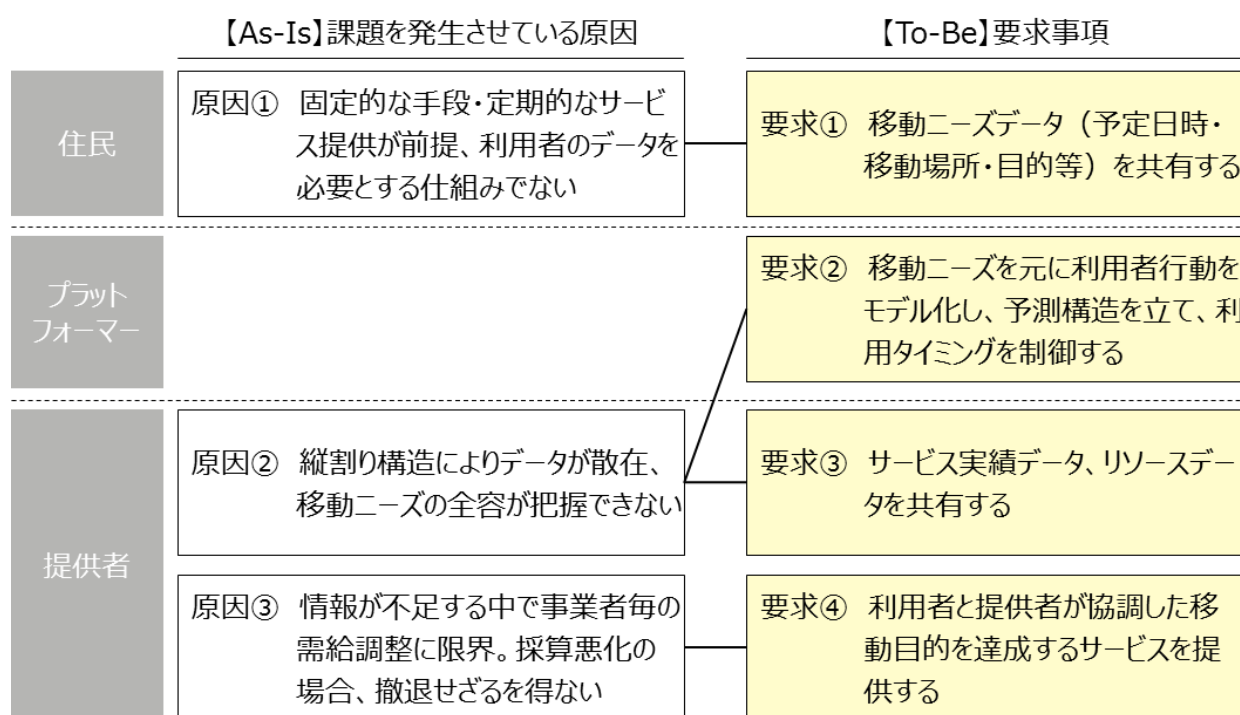 【As-Is】課題を発生させている原因
【To-Be】要求事項
住民
原因① 固定的な手段・定期的なサービ
ス提供が前提、利用者のデータを
必要とする仕組みでない
要求① 移動ニーズデータ（予定日時・
移動場所・目的等）を共有する
プラット
フォーマー
要求② 移動ニーズを元に利用者行動を
モデル化し、予測構造を立て、利
用タイミングを制御する
提供者
原因② 縦割り構造によりデータが散在、
移動ニーズの全容が把握できない
要求③ サービス実績データ、リソースデー
タを共有する
原因③ 情報が不足する中で事業者毎の
需給調整に限界。採算悪化の
場合、撤退せざるを得ない
要求④ 利用者と提供者が協調した移
動目的を達成するサービスを提
供する